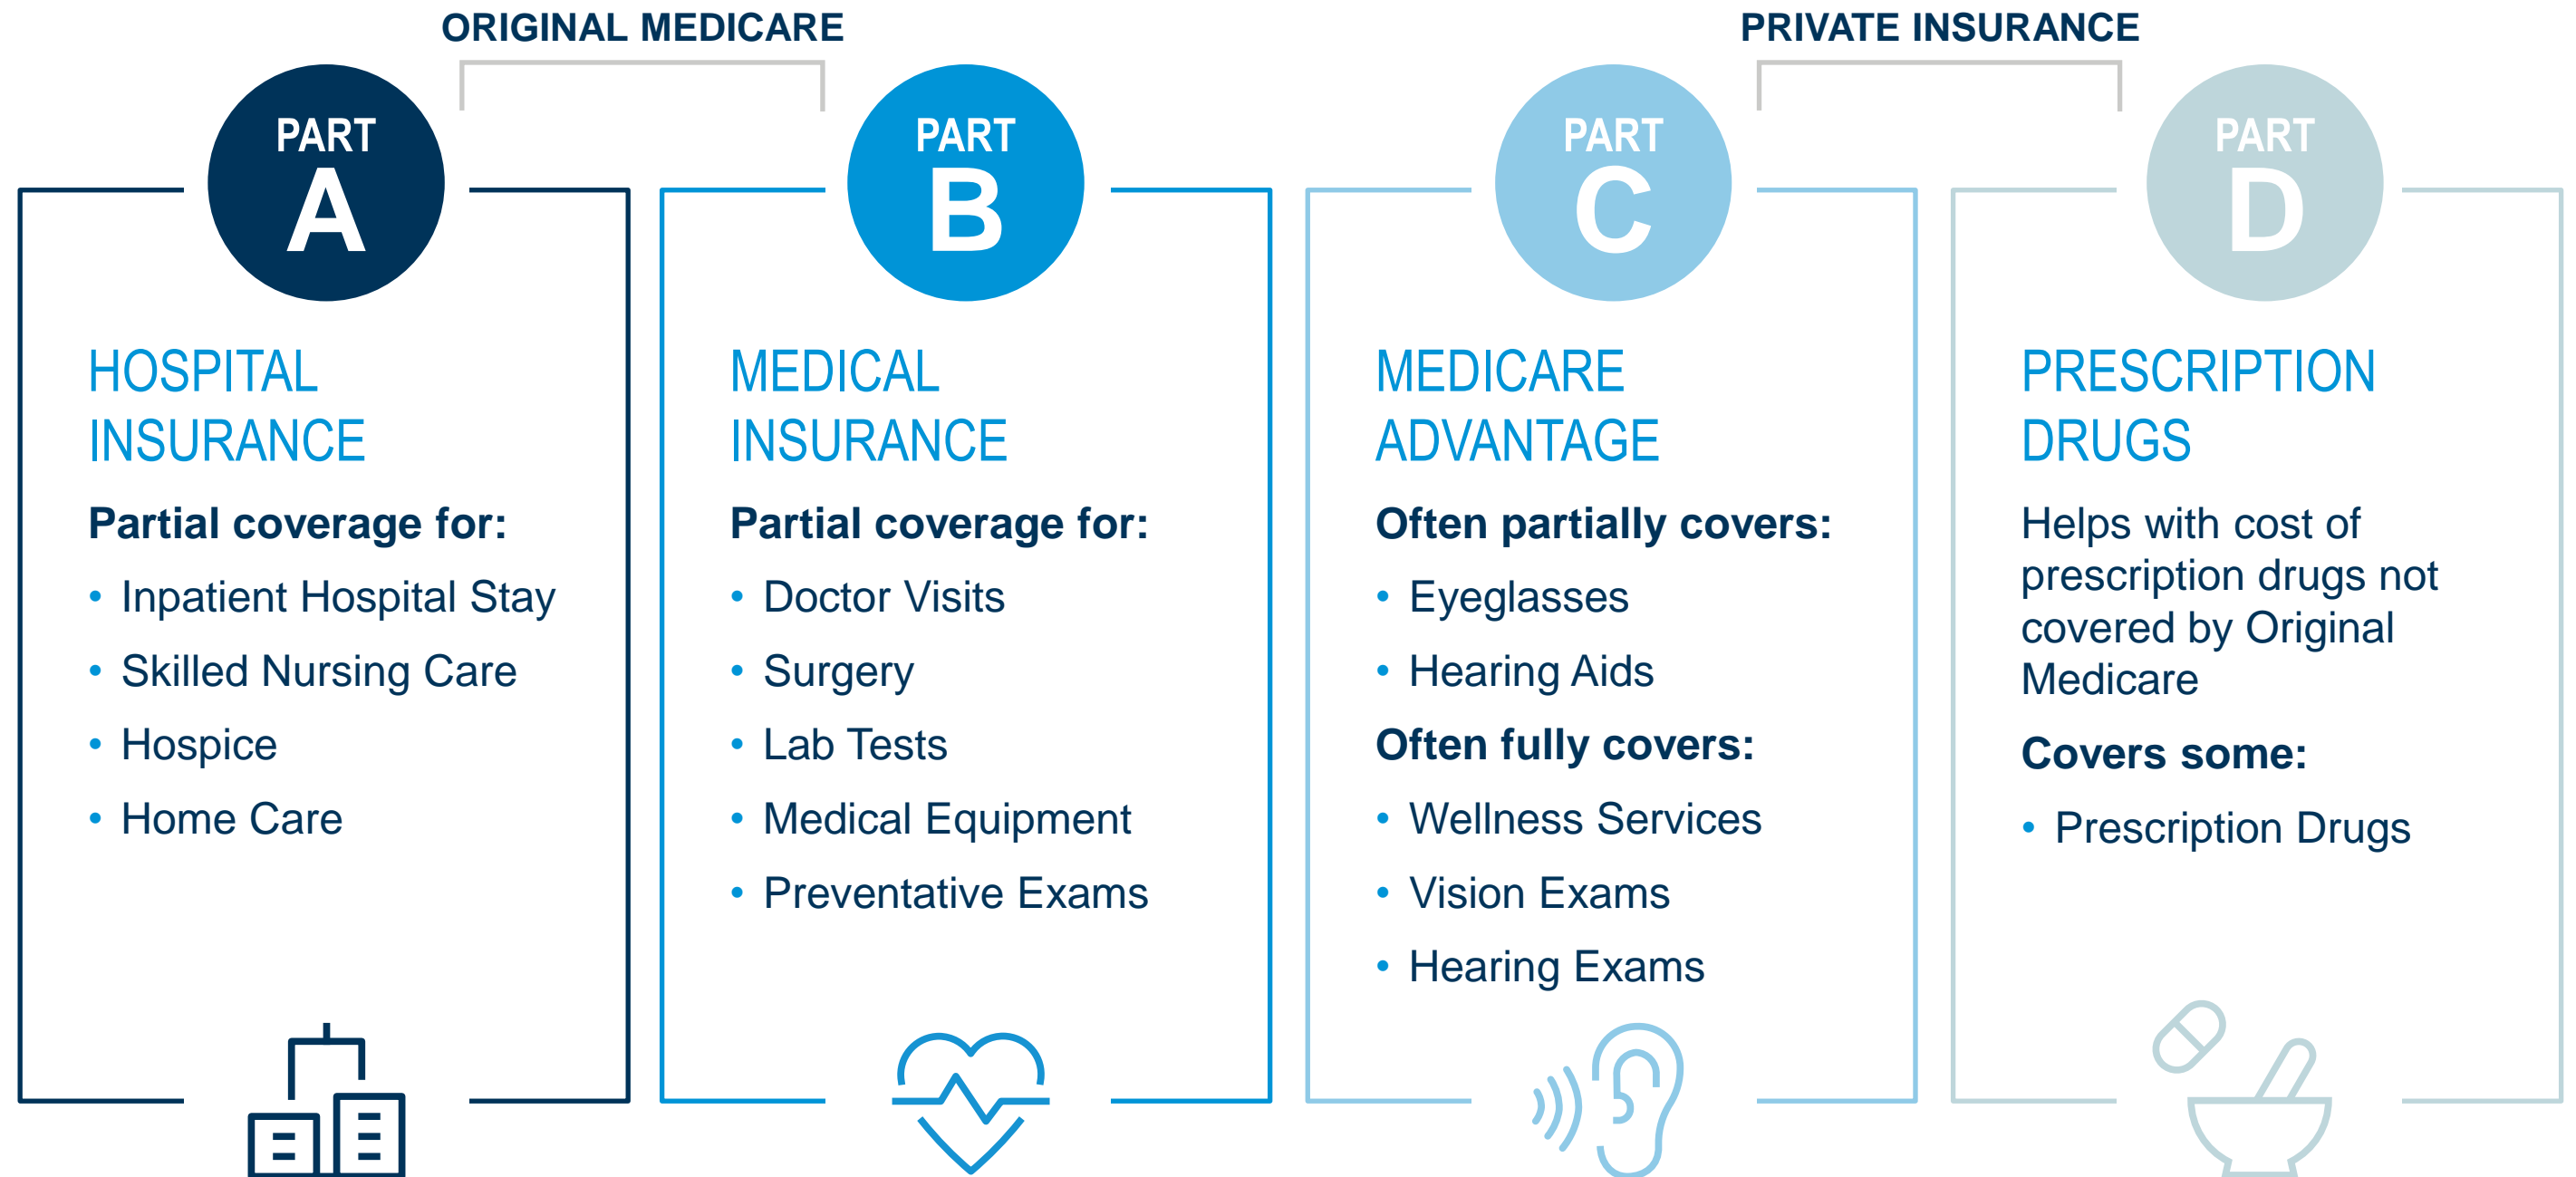 ORIGINAL MEDICARE
PRIVATE INSURANCE
PART
A
HOSPITAL
INSURANCE
Partial coverage for:
• Inpatient Hospital Stay
• Skilled Nursing Care
• Hospice
• Home Care
PART
B
MEDICAL
INSURANCE
Partial coverage for:
• Doctor Visits
• Surgery
• Lab Tests
• Medical Equipment
• Preventative Exams
PART
C
MEDICARE
ADVANTAGE
Often partially covers:
• Eyeglasses
• Hearing Aids
Often fully covers:
• Wellness Services
• Vision Exams
• Hearing Exams
PART
D
PRESCRIPTION
DRUGS
Helps with cost of
prescription drugs not
covered by Original
Medicare
Covers some:
• Prescription Drugs